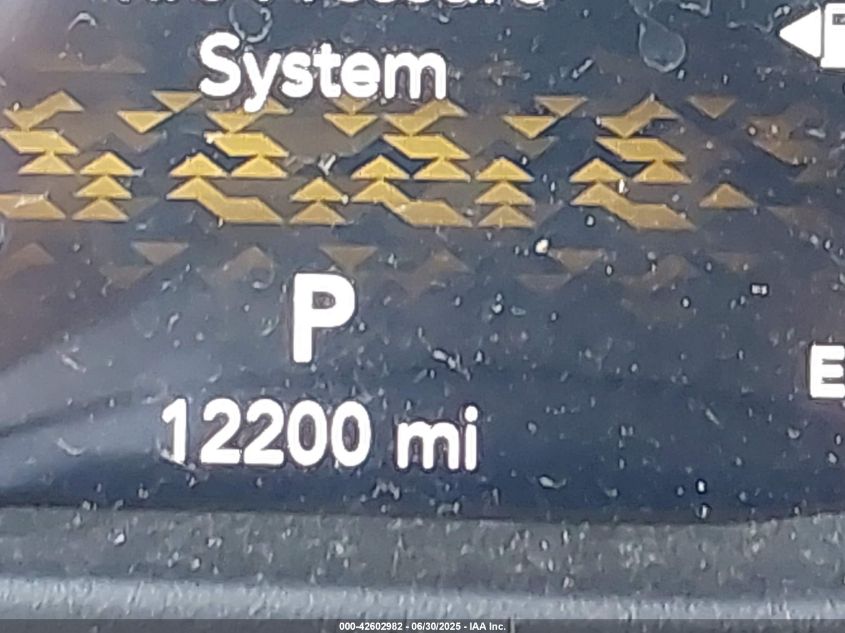 System
P
E
12200 mi
000-42602982 - 06/30/2025 - IAA Inc.